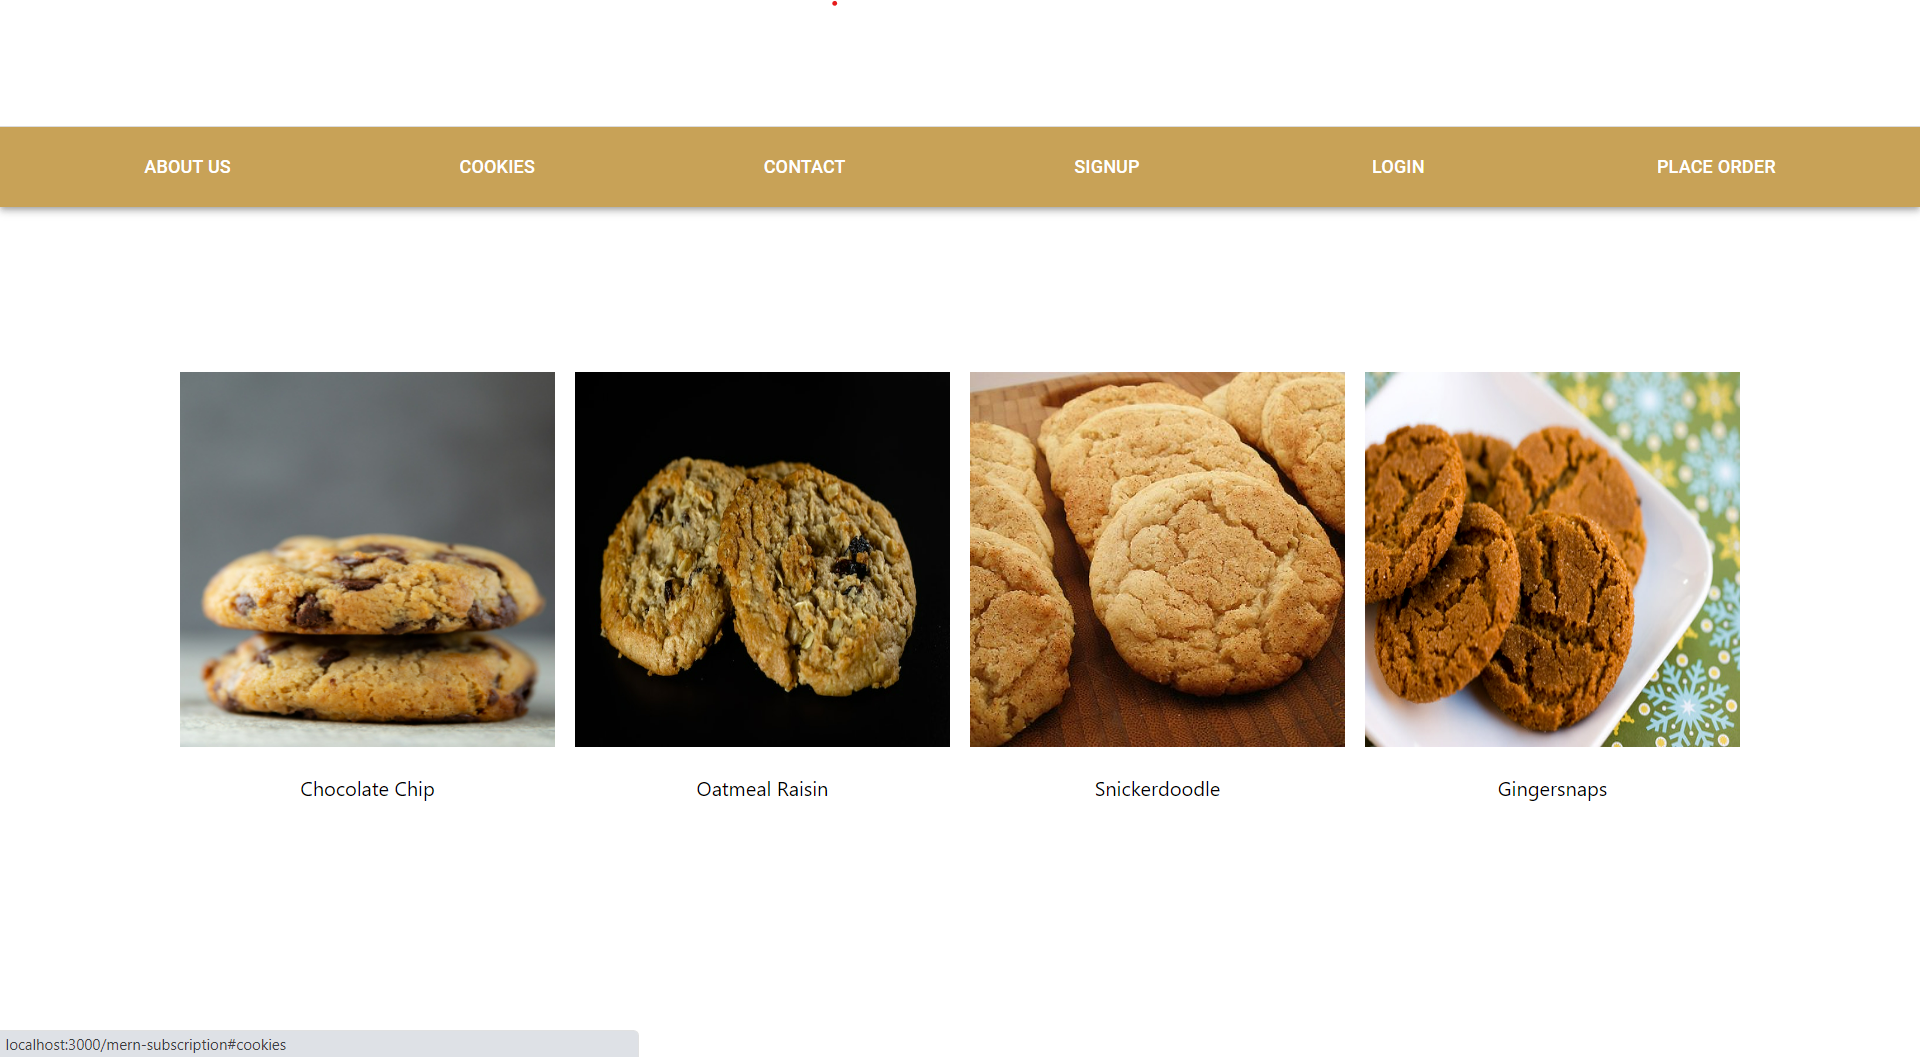 ABOUT US COOKIES CONTACT SIGNUP LOGIN PLACE ORDER
Chocolate Chip Oatmeal Raisin Snickerdoodle Gingersnaps
localhost:3000/mern-subscription#cookies